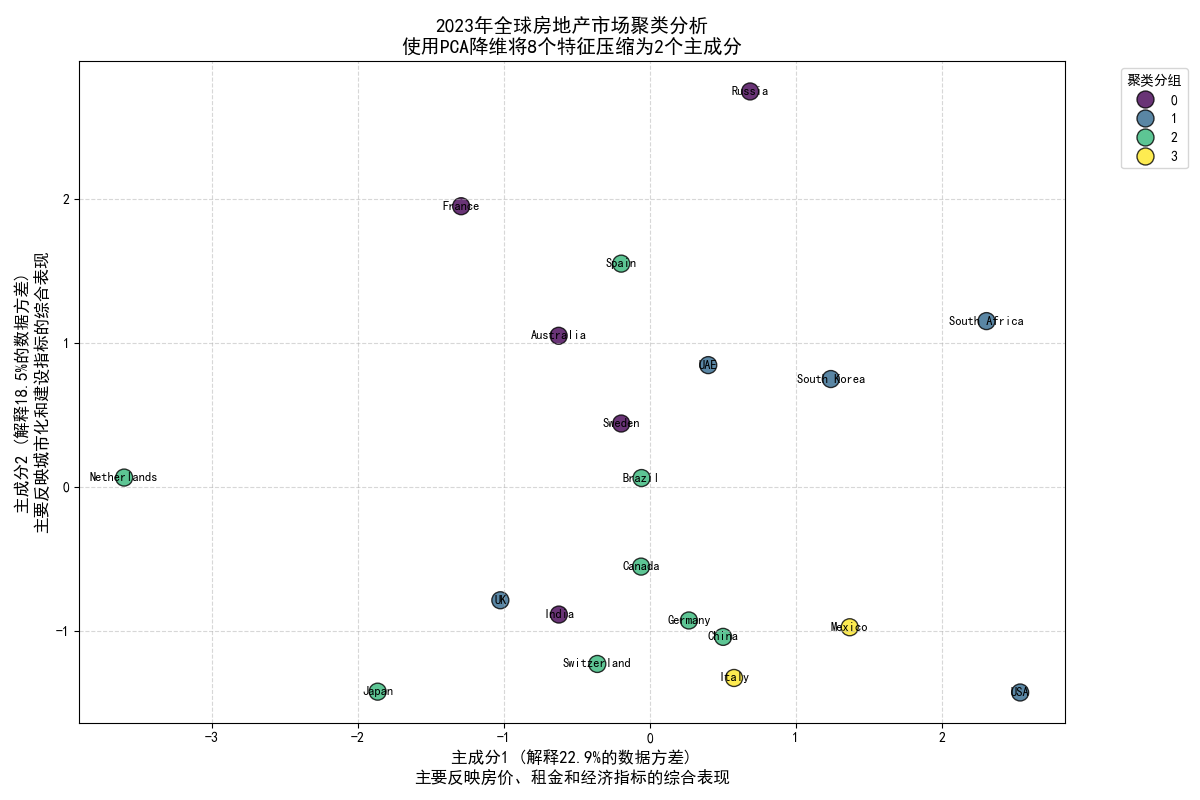 2023年全球房地产市场聚类分析
使用PCA降维将8个特征压缩为2个主成分
聚类分组
0
1
2
3
Russia
France
Spain
Australia
South Africa
UAE
South Korea
Sweden
Netherlands
Brazil
Canada
UK
India
Germany
China
Mexico
Switzerland
Italy
Japan
USA
2
1
0
−1
−3
−2
−1
0
1
2
主成分2 (解释18.5%的数据方差)
主要反映城市化和建设指标的综合表现
主成分1 (解释22.9%的数据方差)
主要反映房价、租金和经济指标的综合表现